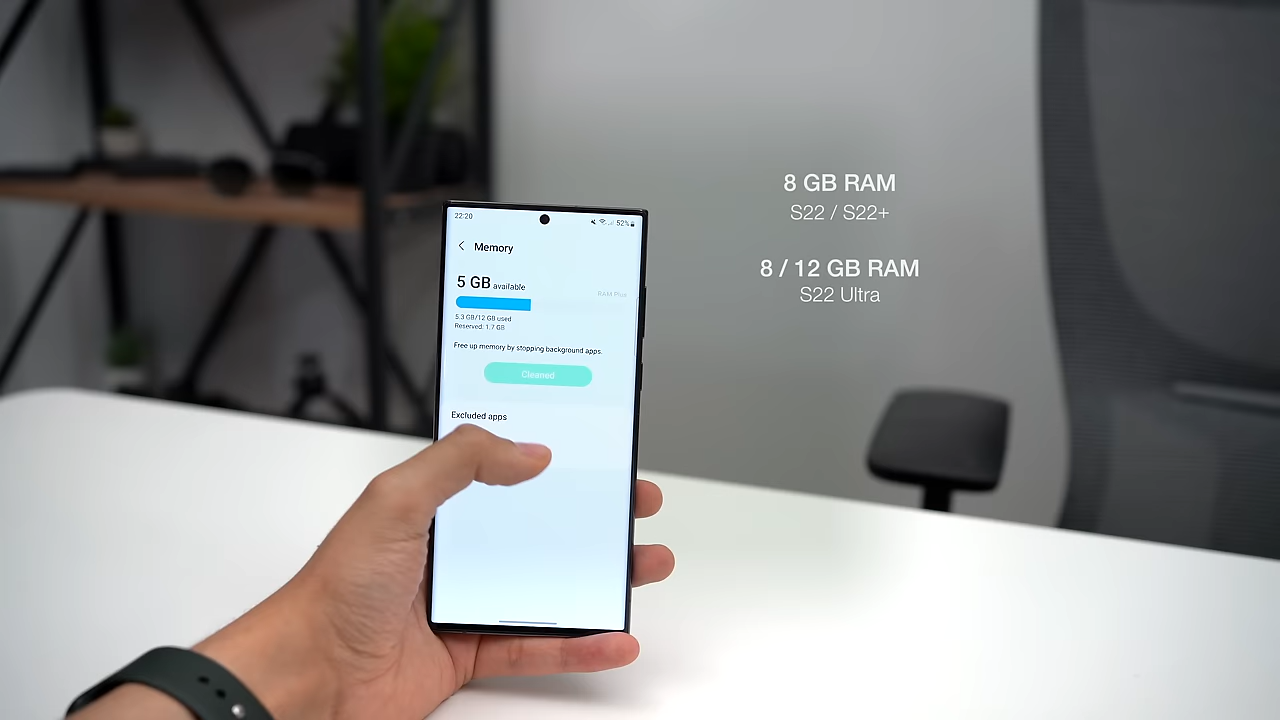 22:20
52%
Memory
5 GB available
RAM Plus
5.3 GB/12 GB used
Reserved: 1.7 GB
Free up memory by stopping background apps.
Cleaned
Excluded apps
8 GB RAM
S22 / S22+
8 / 12 GB RAM
S22 Ultra